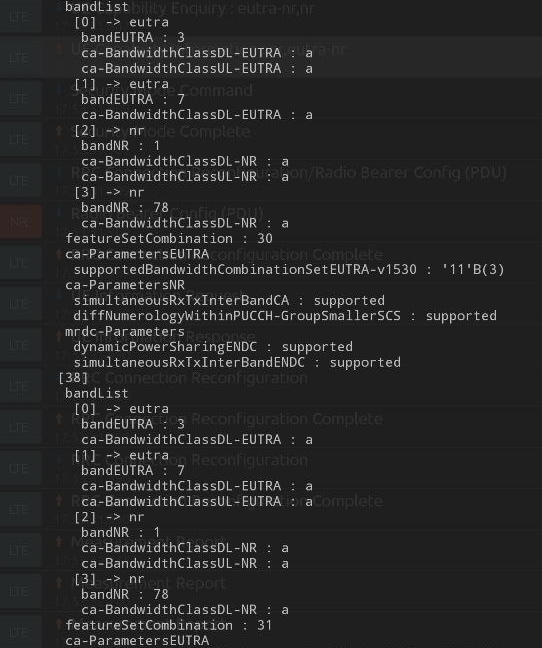 bandList
[0] -> eutra
bandEUTRA : 3
ca-BandwidthClassDL-EUTRA : a
ca-BandwidthClassUL-EUTRA : a
[1] -> eutra
bandEUTRA : 7
ca-BandwidthClassDL-EUTRA : a
[2] -> nr
bandNR : 1
ca-BandwidthClassDL-NR : a
ca-BandwidthClassUL-NR : a
[3] -> nr
bandNR : 78
ca-BandwidthClassDL-NR : a
featureSetCombination : 30
ca-ParametersEUTRA
supportedBandwidthCombinationSetEUTRA-v1530 : '11'B(3)
ca-ParametersNR
simultaneousRxTxInterBandCA : supported
diffNumerologyWithinPUCCH-GroupSmallerSCS : supported
mrdc-Parameters
dynamicPowerSharingENDC : supported
simultaneousRxTxInterBandENDC : supported
[38]
bandList
[0] -> eutra
bandEUTRA : 3
ca-BandwidthClassDL-EUTRA : a
[1] -> eutra
bandEUTRA : 7
ca-BandwidthClassDL-EUTRA : a
ca-BandwidthClassUL-EUTRA : a
[2] -> nr
bandNR : 1
ca-BandwidthClassDL-NR : a
ca-BandwidthClassUL-NR : a
[3] -> nr
bandNR : 78
ca-BandwidthClassDL-NR : a
featureSetCombination : 31
ca-ParametersEUTRA